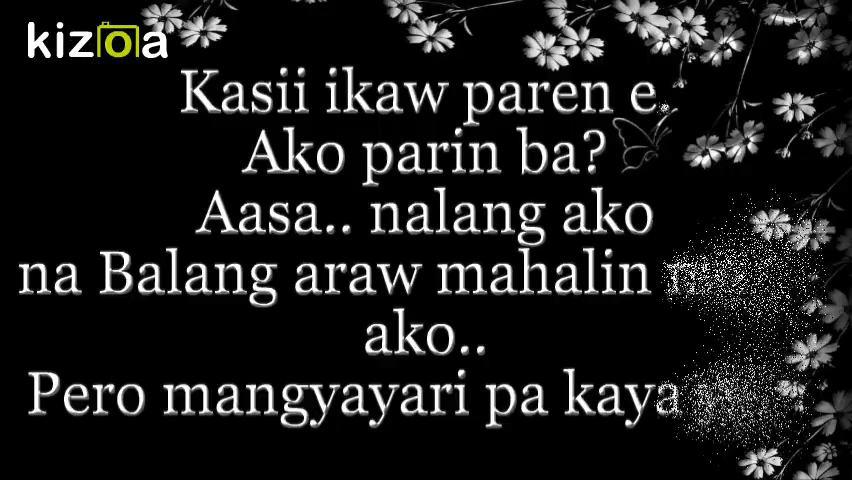 kizoa
Kasii ikaw paren e.
Ako parin ba?
Aasa.. nalang ako
na Balang araw mahalin
ako..
Pero mangyayari pa kaya